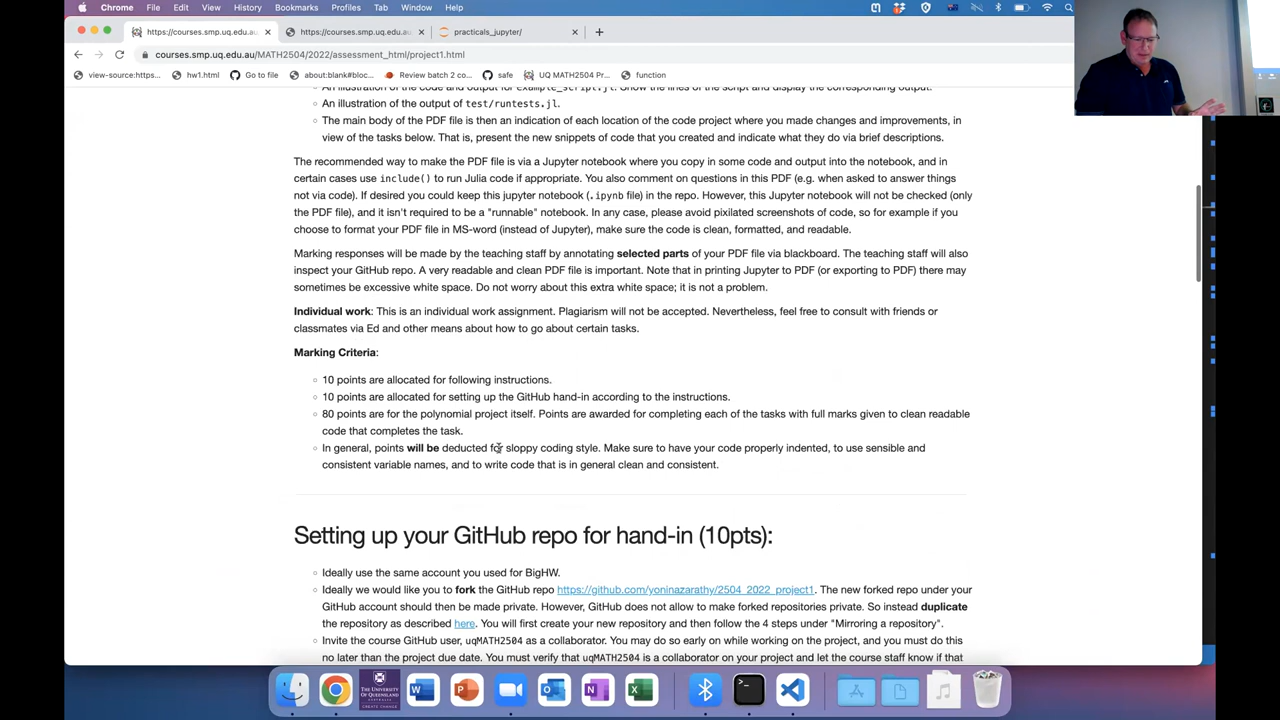 Chrome File Edit View History Bookmarks Profiles Tab Window Help
https://courses.smp.uq.edu.au/ https://courses.smp.uq.edu.au/ practicals_jupyter/
courses.smp.uq.edu.au/MATH2504/2022/assessment_html/project1.html
view-source:https... hw1.html Go to file about:blank#bloc... Review batch 2 co... safe UQ MATH2504 Pr... function
An illustration of the code and output for example_script.jl. Show the lines of the script and display the corresponding output.
An illustration of the output of test/runtests.jl.
The main body of the PDF file is then an indication of each location of the code project where you made changes and improvements, in
view of the tasks below. That is, present the new snippets of code that you created and indicate what they do via brief descriptions.
The recommended way to make the PDF file is via a Jupyter notebook where you copy in some code and output into the notebook, and in
certain cases use include() to run Julia code if appropriate. You also comment on questions in this PDF (e.g. when asked to answer things
not via code). If desired you could keep this jupyter notebook (.ipynb file) in the repo. However, this Jupyter notebook will not be checked (only
the PDF file), and it isn't required to be a "runnable" notebook. In any case, please avoid pixilated screenshots of code, so for example if you
choose to format your PDF file in MS-word (instead of Jupyter), make sure the code is clean, formatted, and readable.
Marking responses will be made by the teaching staff by annotating selected parts of your PDF file via blackboard. The teaching staff will also
inspect your GitHub repo. A very readable and clean PDF file is important. Note that in printing Jupyter to PDF (or exporting to PDF) there may
sometimes be excessive white space. Do not worry about this extra white space; it is not a problem.
Individual work: This is an individual work assignment. Plagiarism will not be accepted. Nevertheless, feel free to consult with friends or
classmates via Ed and other means about how to go about certain tasks.
Marking Criteria:
10 points are allocated for following instructions.
10 points are allocated for setting up the GitHub hand-in according to the instructions.
80 points are for the polynomial project itself. Points are awarded for completing each of the tasks with full marks given to clean readable
code that completes the task.
In general, points will be deducted for sloppy coding style. Make sure to have your code properly indented, to use sensible and
consistent variable names, and to write code that is in general clean and consistent.
Setting up your GitHub repo for hand-in (10pts):
Ideally use the same account you used for BigHW.
Ideally we would like you to fork the GitHub repo https://github.com/yoninazarathy/2504_2022_project1. The new forked repo under your
GitHub account should then be made private. However, GitHub does not allow to make forked repositories private. So instead duplicate
the repository as described here. You will first create your new repository and then follow the 4 steps under "Mirroring a repository".
Invite the course GitHub user, uqMATH2504 as a collaborator. You may do so early on while working on the project, and you must do this
no later than the project due date. You must verify that uqMATH2504 is a collaborator on your project and let the course staff know if that
THE UNIVERSITY OF QUEENSLAND